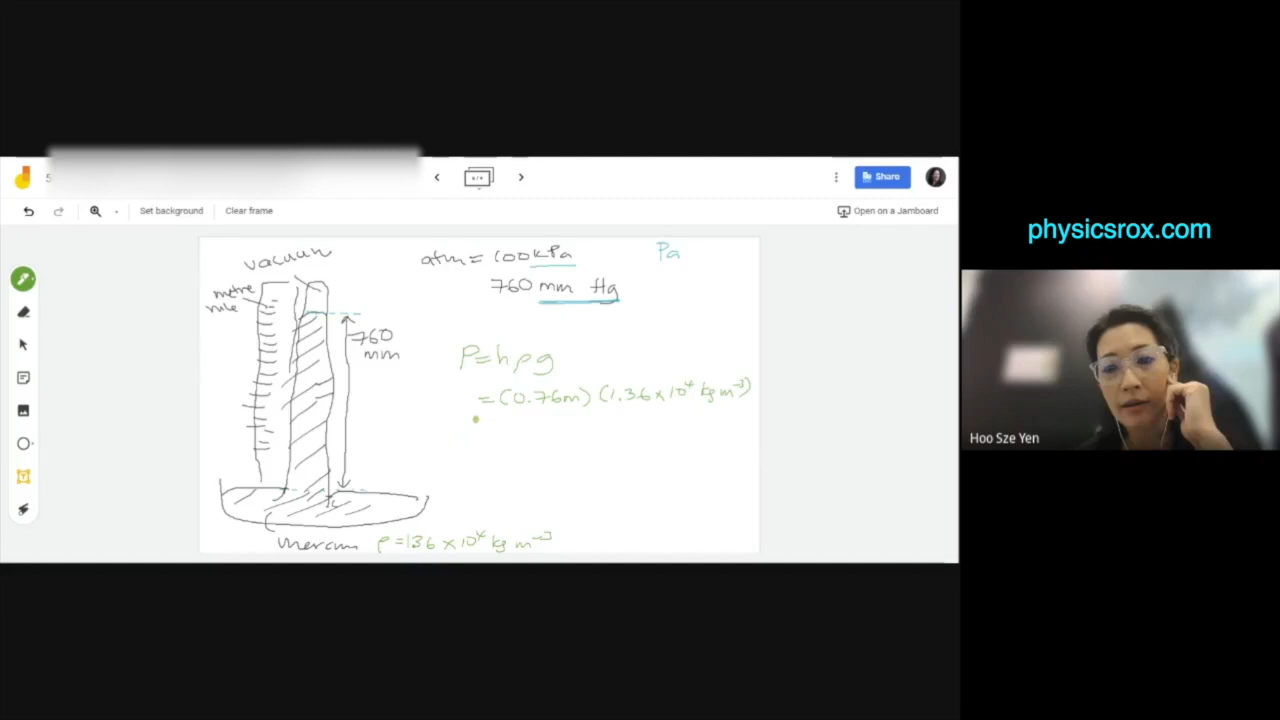 5
Share
Set background
Clear frame
Open on a Jamboard
vacuum
metre
rule
760
mm
atm = 100kPa
Pa
760 mm Hg
P = hρg
= (0.76m) (1.36 × 10⁴ kg m⁻³)
mercury ρ = 1.36 × 10⁴ kg m⁻³
physicsrox.com
Hoo Sze Yen